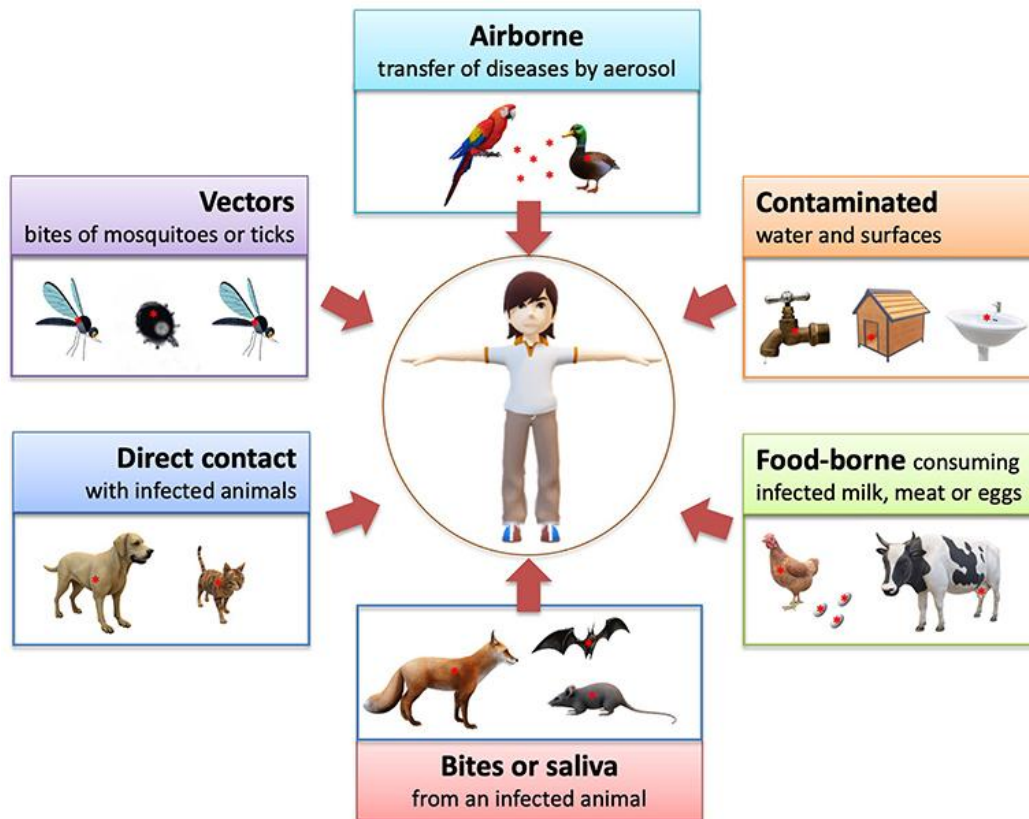 Airborne
transfer of diseases by aerosol
Vectors
bites of mosquitoes or ticks
Contaminated
water and surfaces
Direct contact
with infected animals
Food-borne consuming
infected milk, meat or eggs
Bites or saliva
from an infected animal